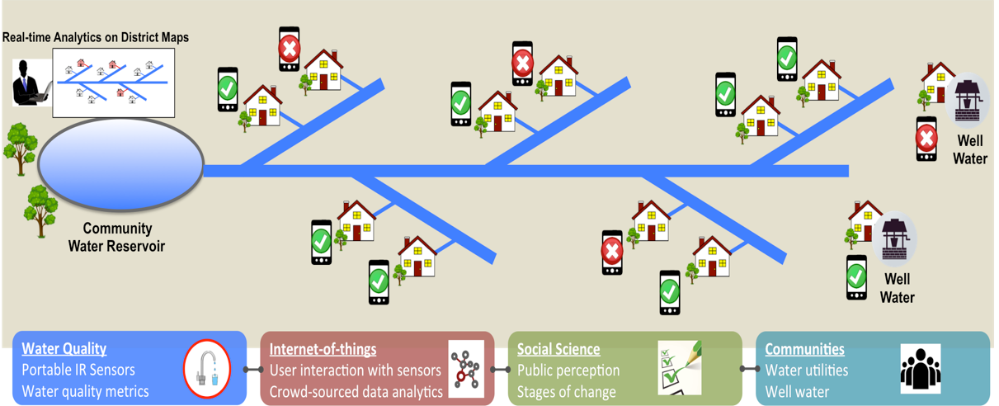 Real-time Analytics on District Maps
Community
Water Reservoir
Well
Water
Well
Water
Water Quality
Portable IR Sensors
Water quality metrics
Internet-of-things
User interaction with sensors
Crowd-sourced data analytics
Social Science
Public perception
Stages of change
Communities
Water utilities
Well water